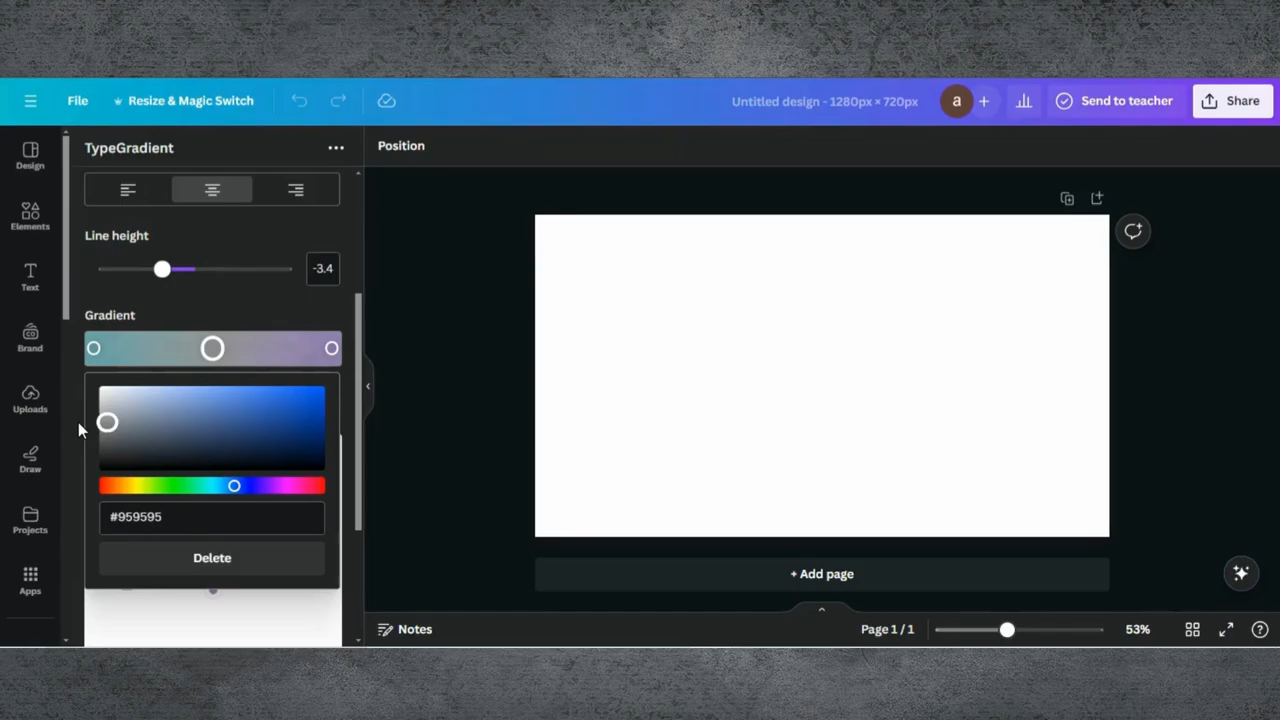 File
Resize & Magic Switch
Untitled design - 1280px × 720px
a
Send to teacher
Share
Design
Elements
Text
Brand
Uploads
Draw
Projects
Apps
TypeGradient
Line height
-3.4
Gradient
#959595
Delete
Position
+ Add page
Notes
Page 1 / 1
53%